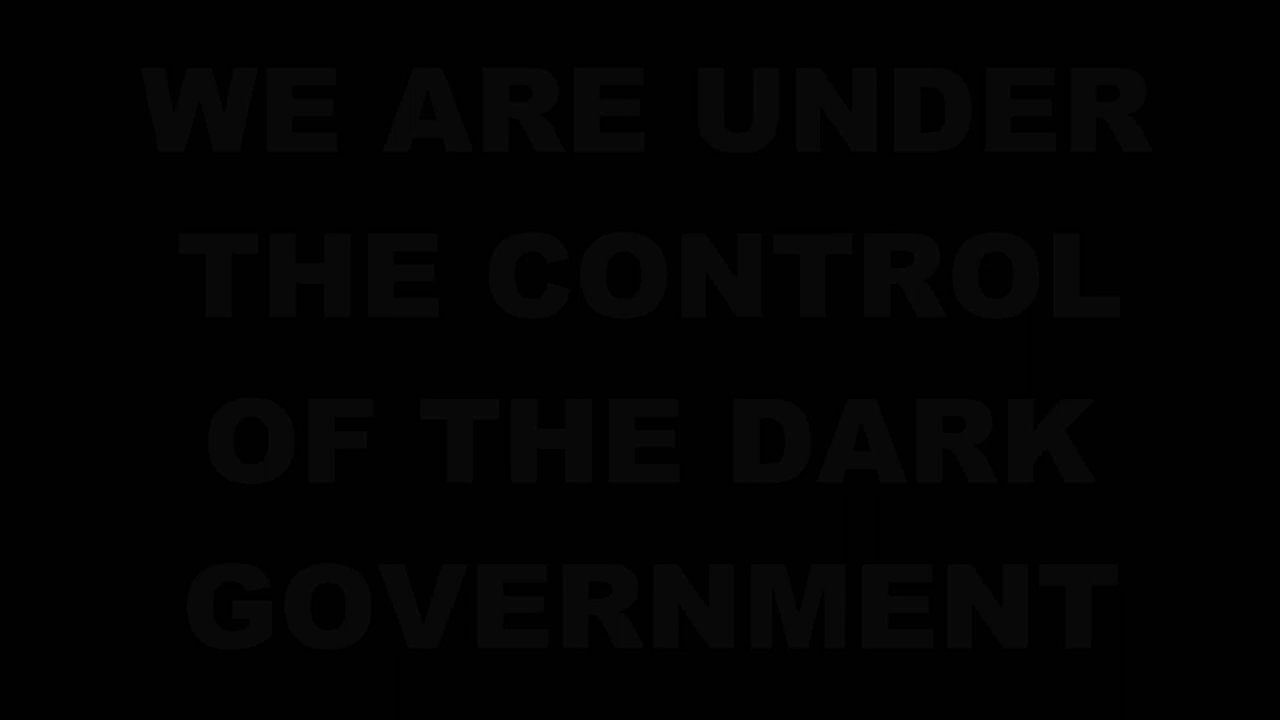 WE ARE UNDER
THE CONTROL
OF THE DARK
GOVERNMENT